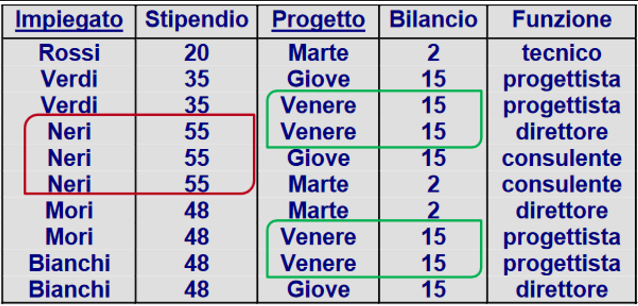 Impiegato Stipendio Progetto Bilancio Funzione
Rossi 20 Marte 2 tecnico
Verdi 35 Giove 15 progettista
Verdi 35 Venere 15 progettista
Neri 55 Venere 15 direttore
Neri 55 Giove 15 consulente
Neri 55 Marte 2 consulente
Mori 48 Marte 2 direttore
Mori 48 Venere 15 progettista
Bianchi 48 Venere 15 progettista
Bianchi 48 Giove 15 direttore